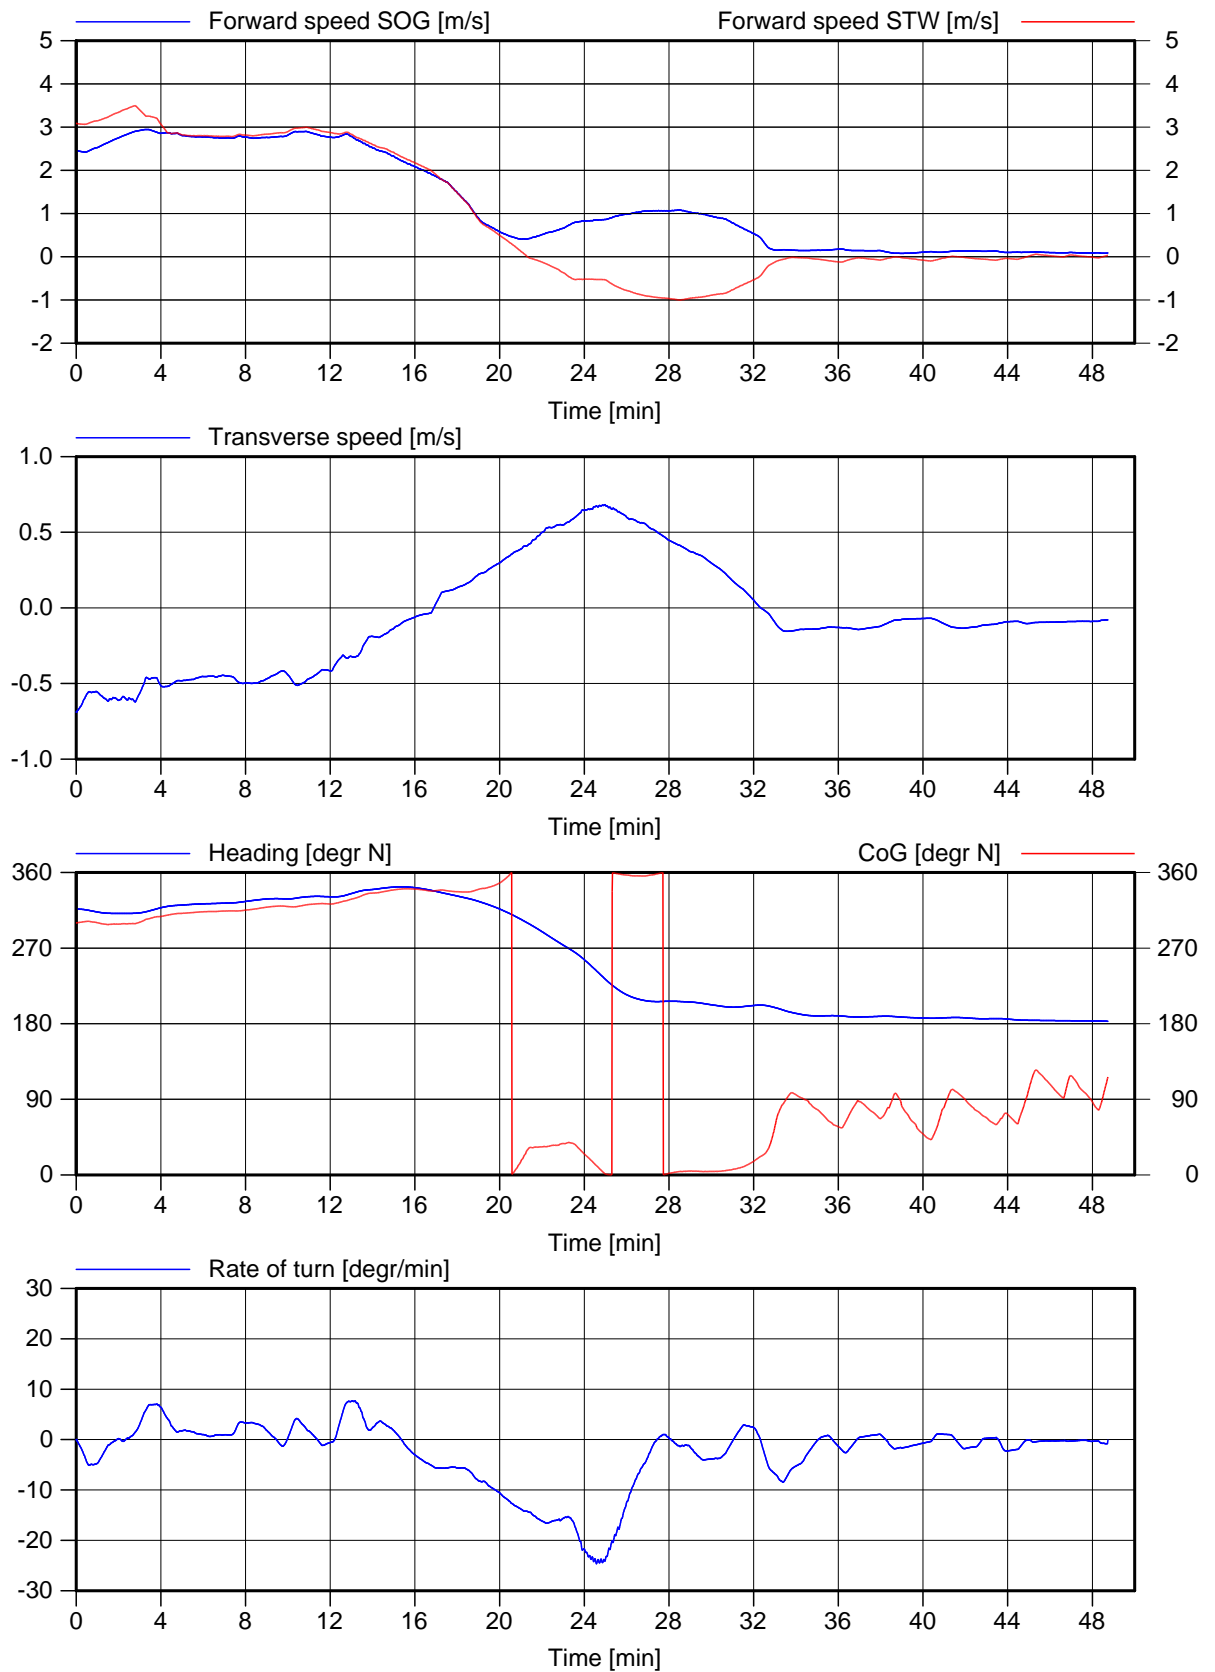 Forward speed SOG [m/s] Forward speed STW [m/s]
5 5
4 4
3 3
2 2
1 1
0 0
-1 -1
-2 -2
0 4 8 12 16 20 24 28 32 36 40 44 48
Time [min]
Transverse speed [m/s]
1.0
0.5
0.0
-0.5
-1.0
0 4 8 12 16 20 24 28 32 36 40 44 48
Time [min]
Heading [degr N] CoG [degr N]
360 360
270 270
180 180
90 90
0 0
0 4 8 12 16 20 24 28 32 36 40 44 48
Time [min]
Rate of turn [degr/min]
30
20
10
0
-10
-20
-30
0 4 8 12 16 20 24 28 32 36 40 44 48
Time [min]